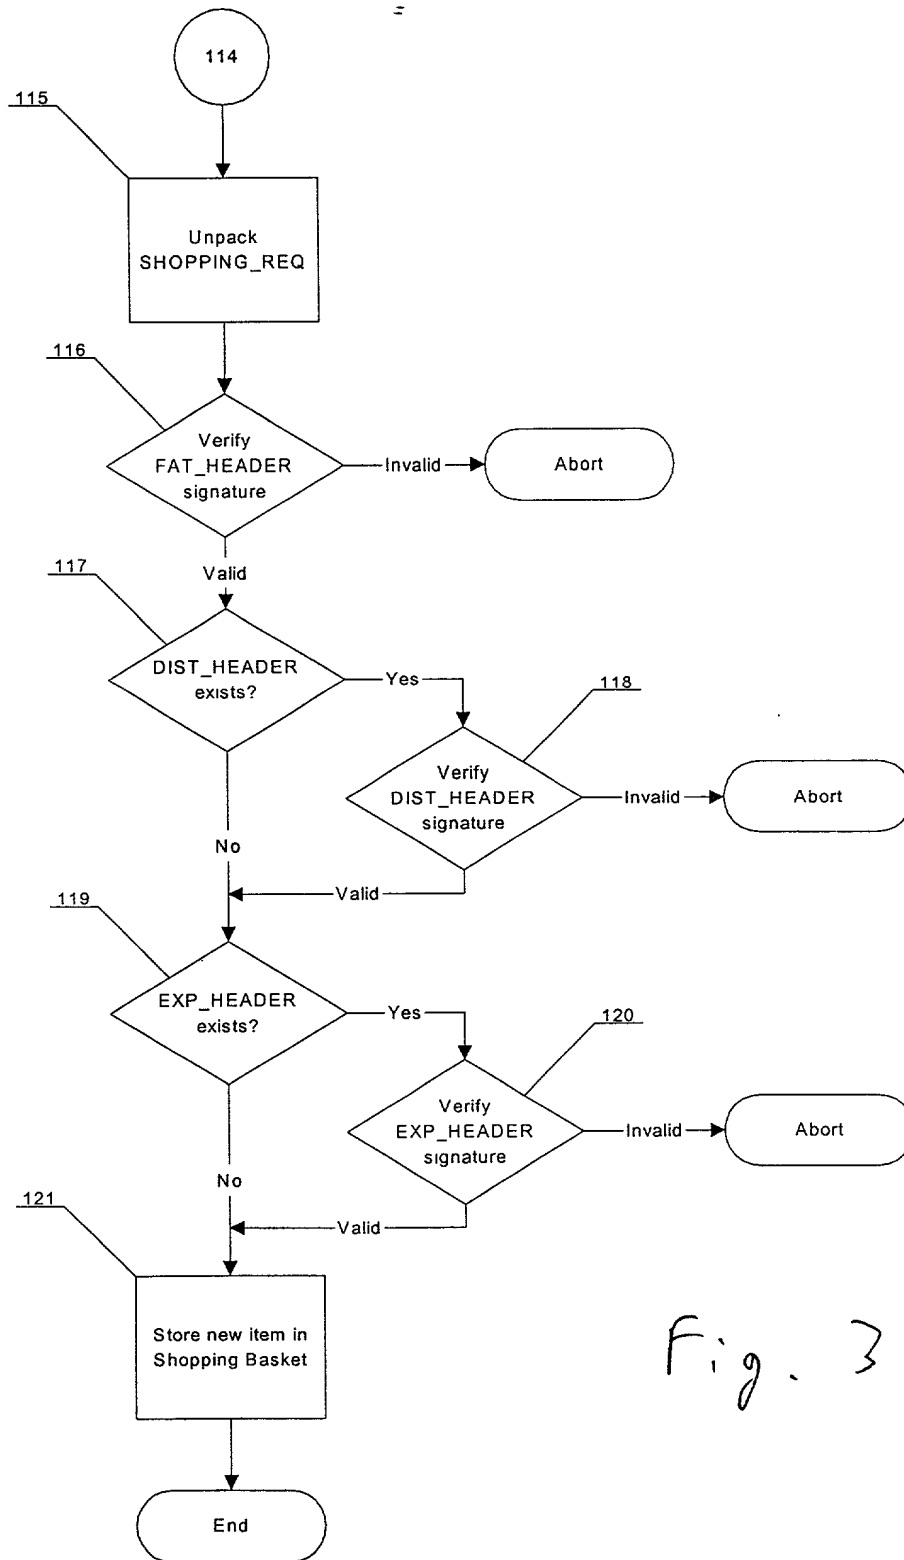 114
115
Unpack
SHOPPING_REQ
116
Verify
FAT_HEADER
signature
Invalid
Abort
Valid
117
DIST_HEADER
exists?
Yes
118
Verify
DIST_HEADER
signature
Invalid
Abort
No
Valid
119
EXP_HEADER
exists?
Yes
120
Verify
EXP_HEADER
signature
Invalid
Abort
No
Valid
121
Store new item in
Shopping Basket
Fig. 3
End